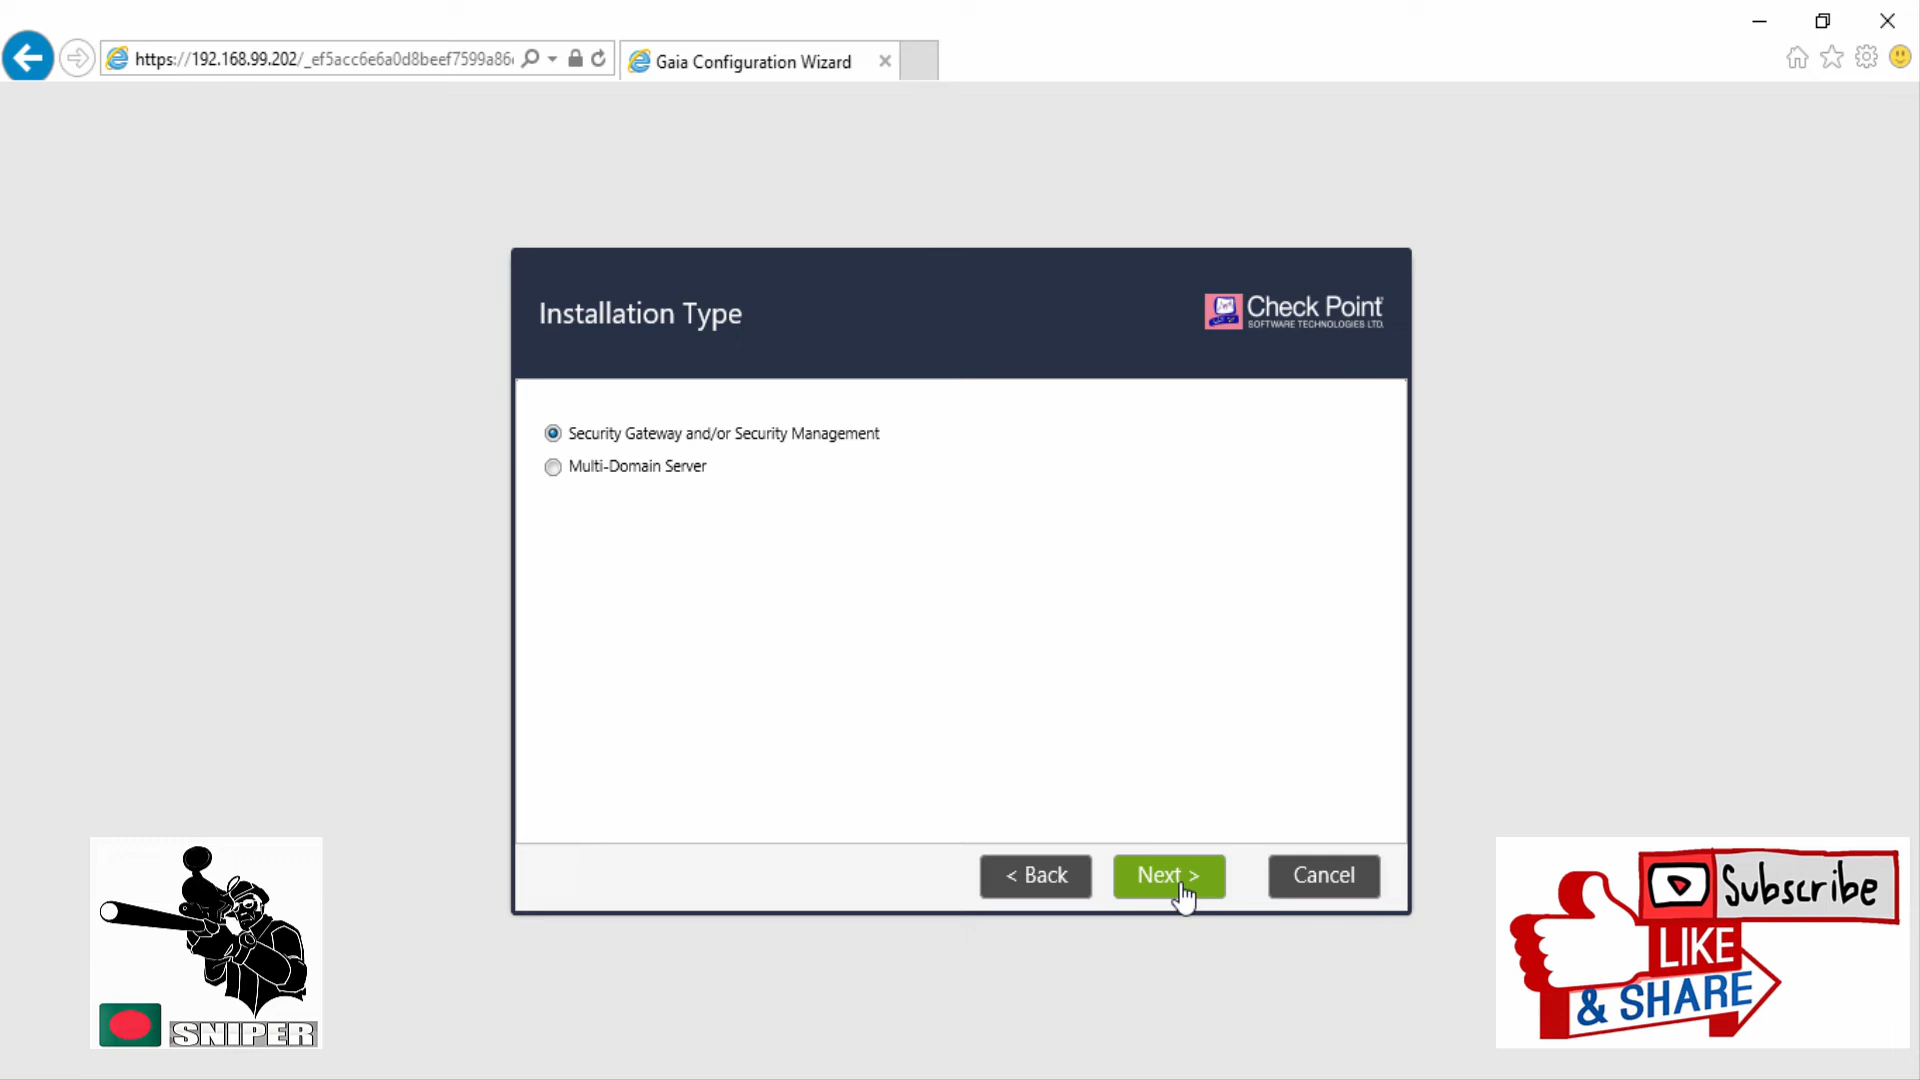 https://192.168.99.202/_ef5acc6e6a0d8beef7599a86
Gaia Configuration Wizard
Installation Type
Check Point
SOFTWARE TECHNOLOGIES LTD.
Security Gateway and/or Security Management
Multi-Domain Server
< Back
Next >
Cancel
SNIPER
Subscribe
LIKE
& SHARE